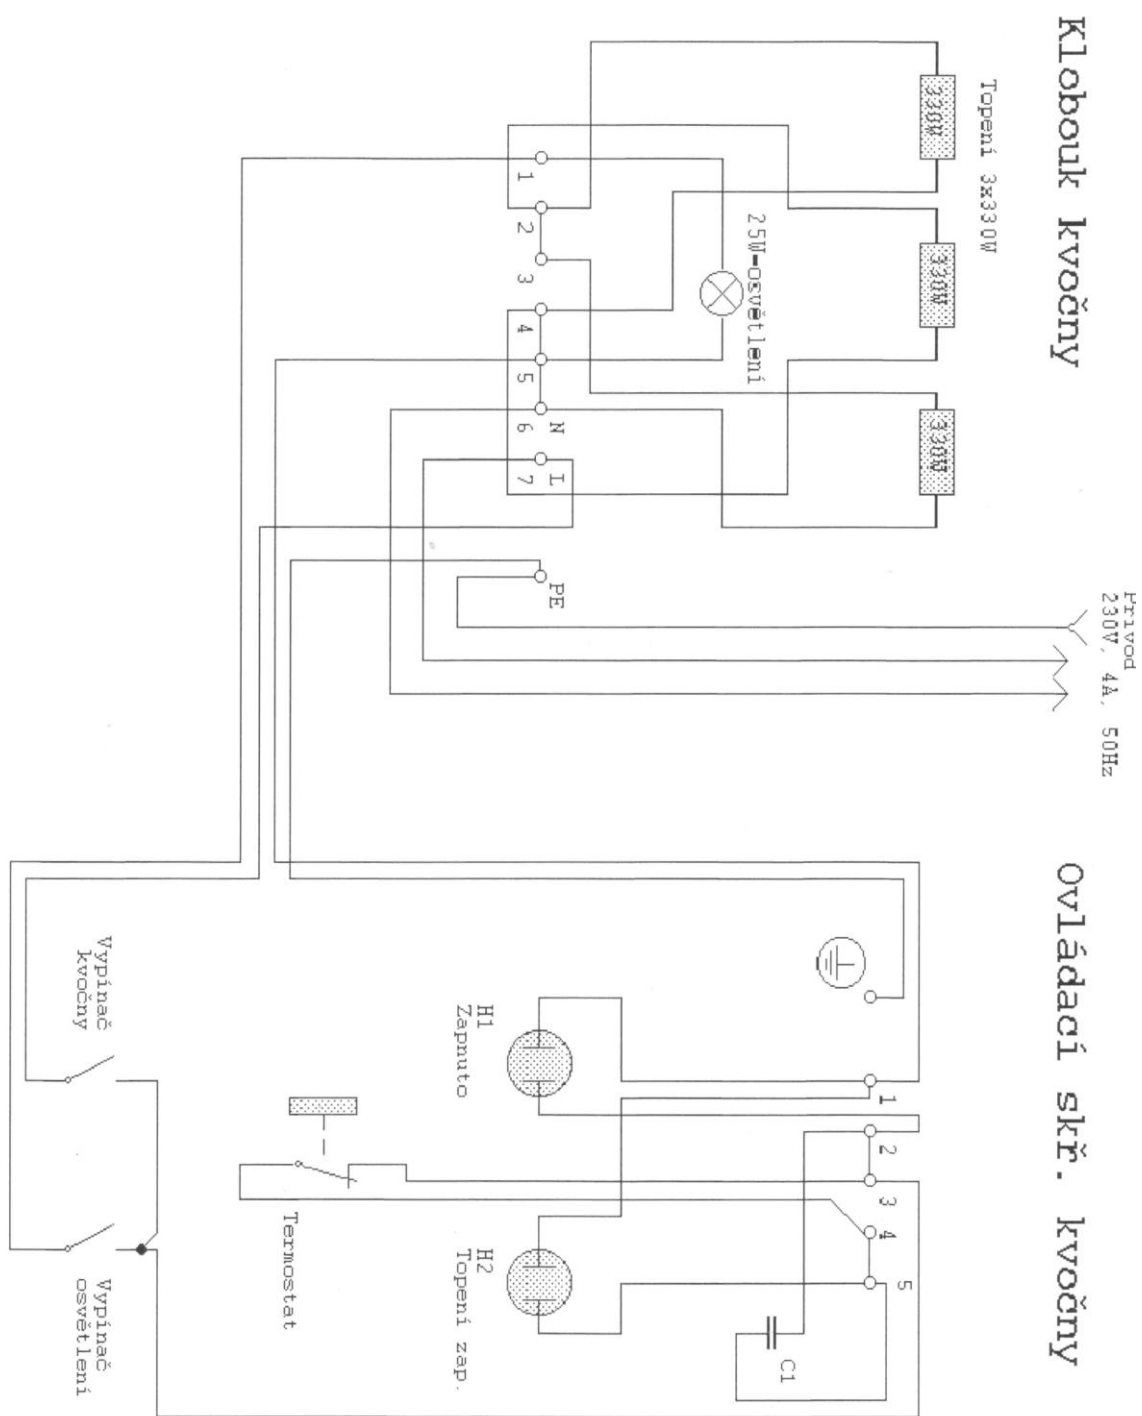 Klobouk kvočny
Topení 3x330W
330W
330W
330W
25W-osvětlení
1
2
3
4
5
6
7
N
L
PE
Přívod
230V, 4A, 50Hz
Ovládací skř. kvočny
H1
Zapnuto
1
2
3
4
5
H2
Topení zap.
C1
Termostat
Vypínač
kvočny
Vypínač
osvětlení